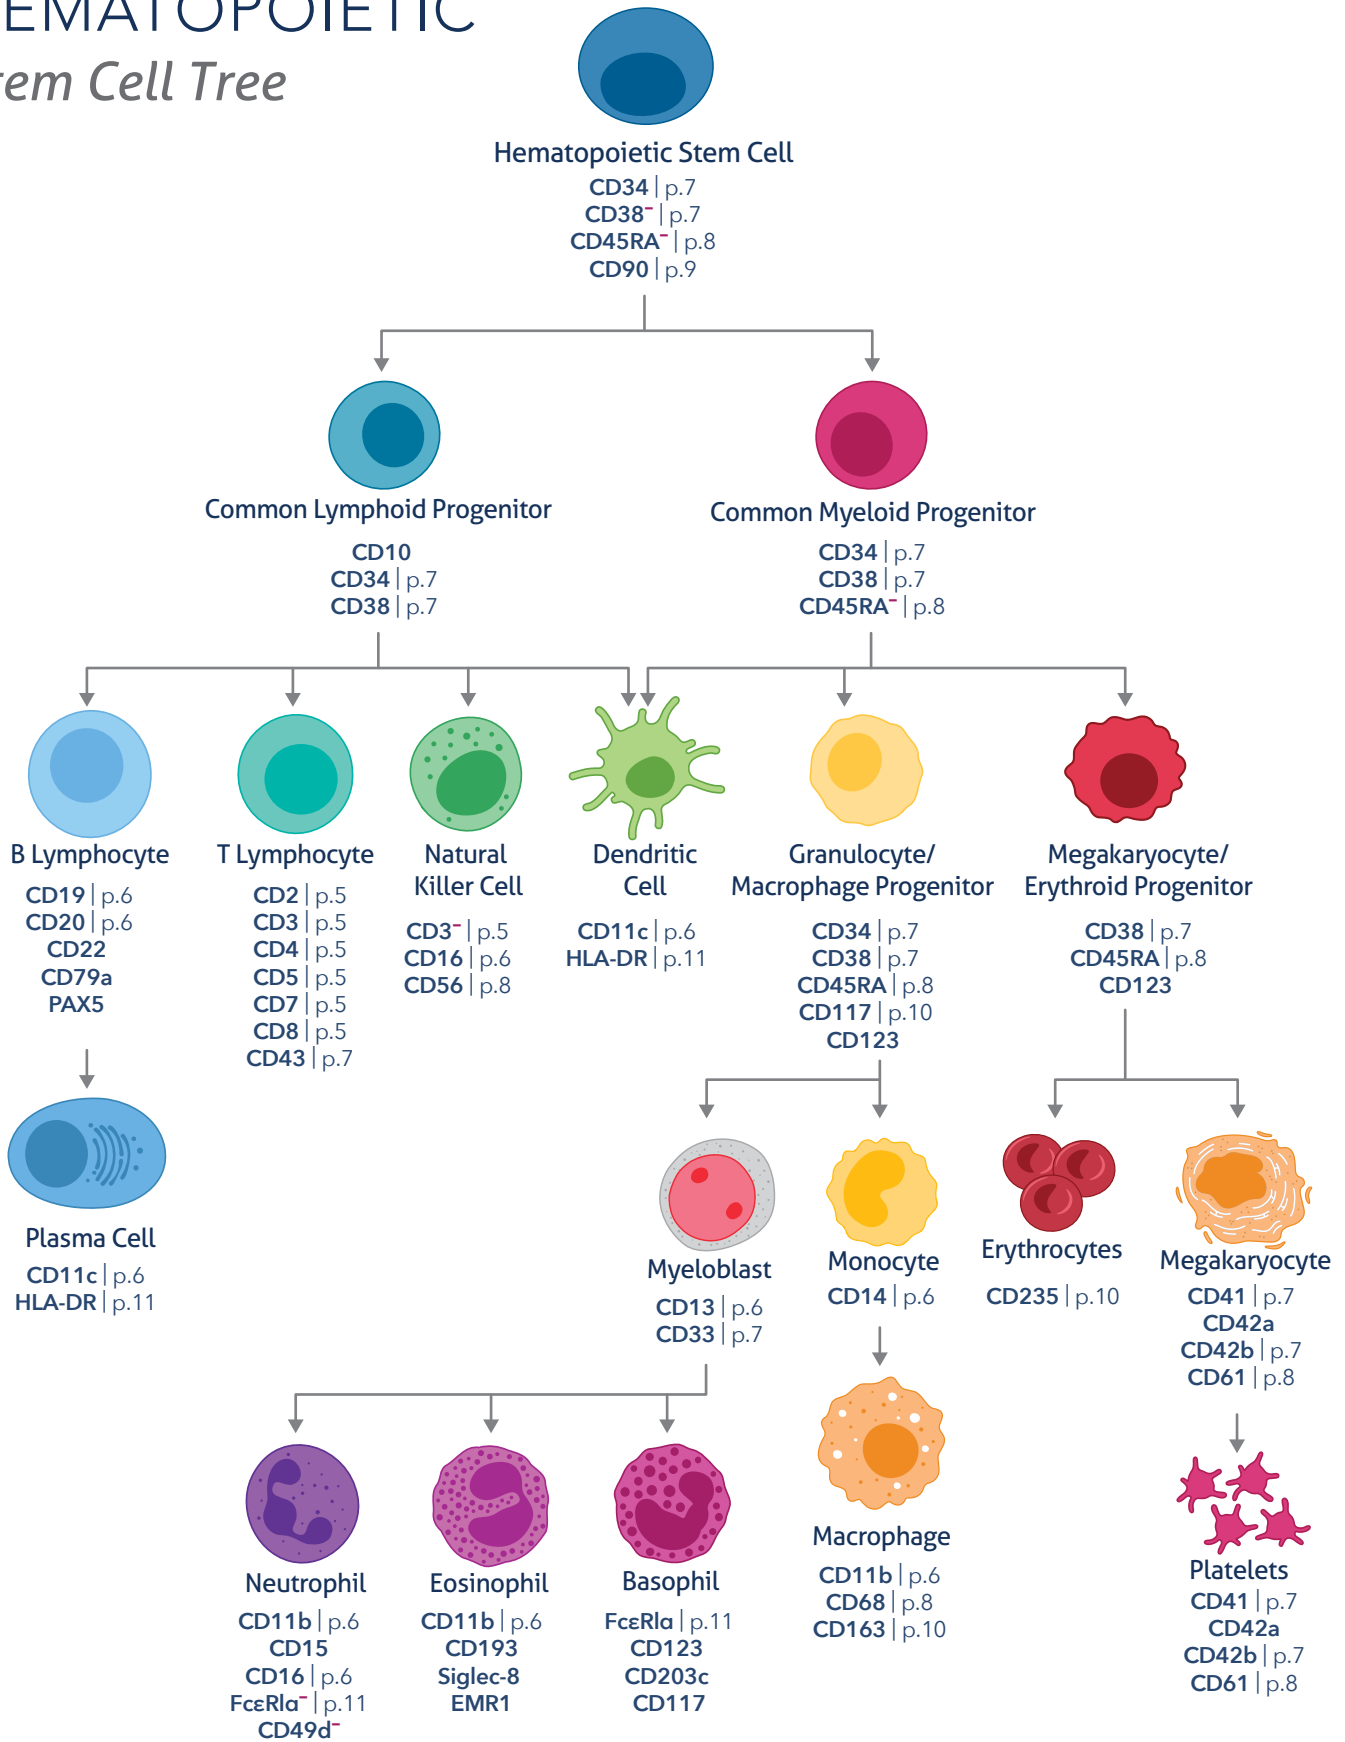 EMATOPOIETIC
tem Cell Tree
Hematopoietic Stem Cell
CD34 | p.7
CD38⁻ | p.7
CD45RA⁻ | p.8
CD90 | p.9
Common Lymphoid Progenitor
CD10
CD34 | p.7
CD38 | p.7
Common Myeloid Progenitor
CD34 | p.7
CD38 | p.7
CD45RA⁻ | p.8
B Lymphocyte
CD19 | p.6
CD20 | p.6
CD22
CD79a
PAX5
T Lymphocyte
CD2 | p.5
CD3 | p.5
CD4 | p.5
CD5 | p.5
CD7 | p.5
CD8 | p.5
CD43 | p.7
Natural
Killer Cell
CD3⁻ | p.5
CD16 | p.6
CD56 | p.8
Dendritic
Cell
CD11c | p.6
HLA-DR | p.11
Granulocyte/
Macrophage Progenitor
CD34 | p.7
CD38 | p.7
CD45RA | p.8
CD117 | p.10
CD123
Megakaryocyte/
Erythroid Progenitor
CD38 | p.7
CD45RA | p.8
CD123
Plasma Cell
CD11c | p.6
HLA-DR | p.11
Myeloblast
CD13 | p.6
CD33 | p.7
Monocyte
CD14 | p.6
Erythrocytes
CD235 | p.10
Megakaryocyte
CD41 | p.7
CD42a
CD42b | p.7
CD61 | p.8
Neutrophil
CD11b | p.6
CD15
CD16 | p.6
FcεRIα⁻ | p.11
CD49d⁻
Eosinophil
CD11b | p.6
CD193
Siglec-8
EMR1
Basophil
FcεRIα | p.11
CD123
CD203c
CD117
Macrophage
CD11b | p.6
CD68 | p.8
CD163 | p.10
Platelets
CD41 | p.7
CD42a
CD42b | p.7
CD61 | p.8